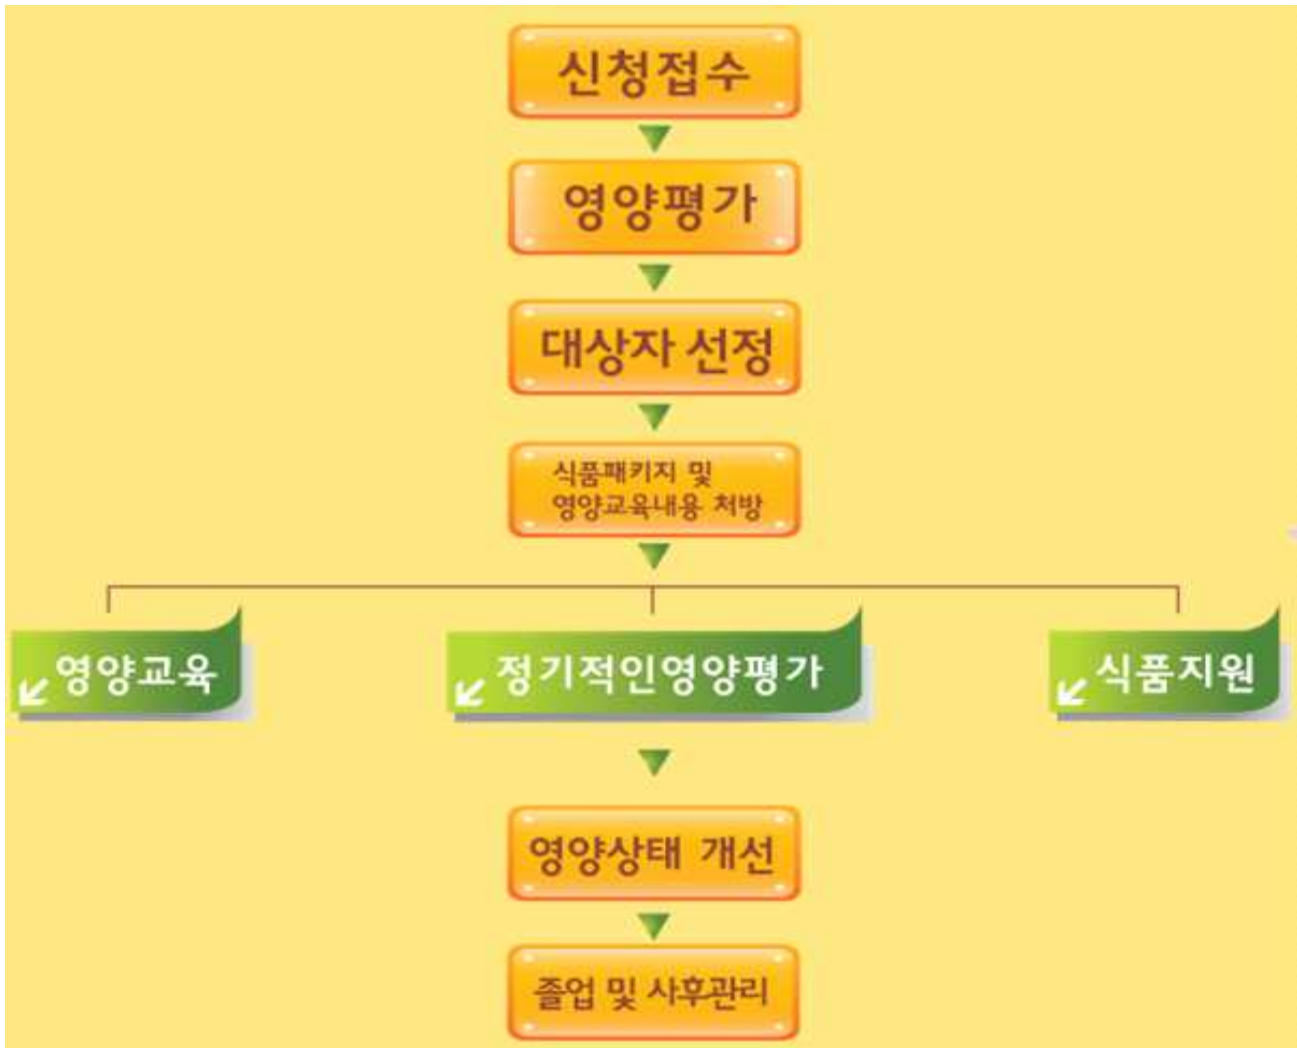 신청접수
영양평가
대상자 선정
식품패키지 및
영양교육내용 처방
영양교육
정기적인영양평가
식품지원
영양상태 개선
졸업 및 사후관리